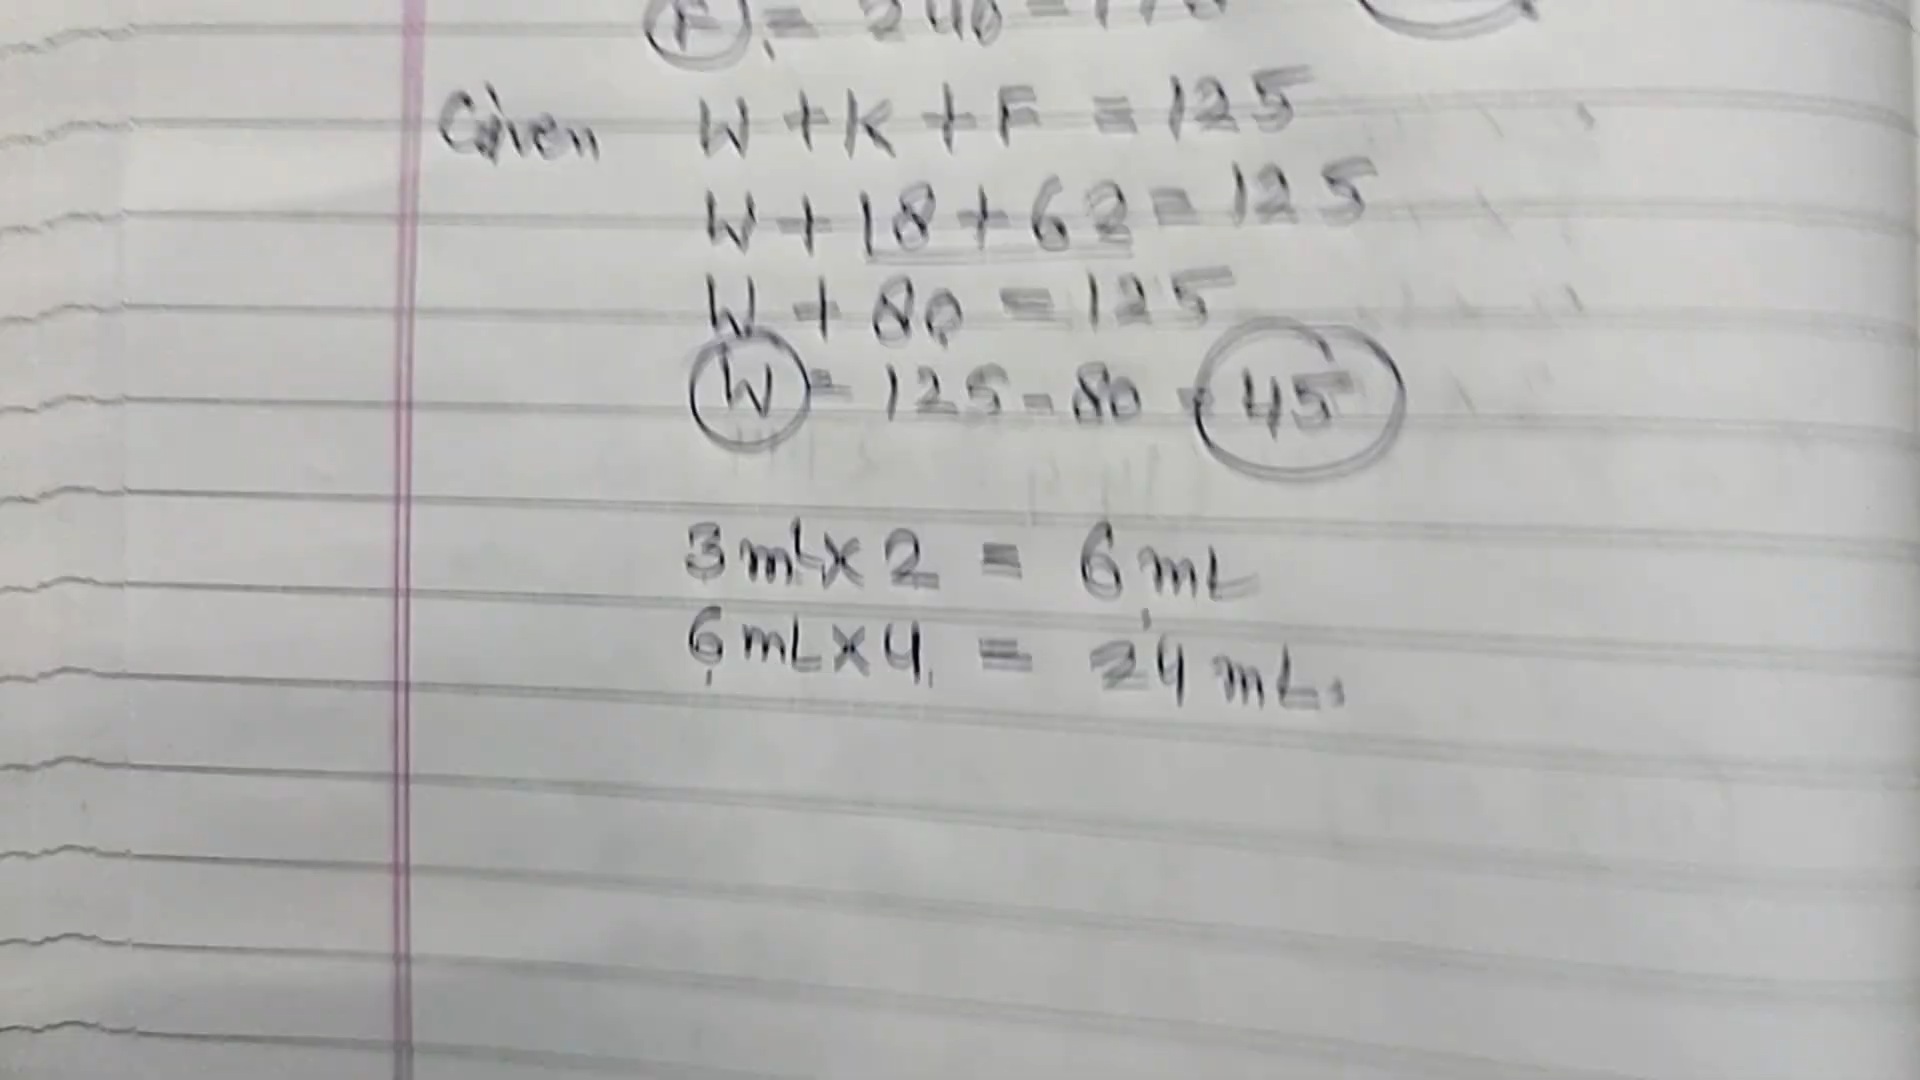 F = 240 -
Given W + K + F = 125
W + 18 + 62 = 125
W + 80 = 125
W = 125 - 80 = 45
3 mL x 2 = 6 mL
6 mL x 4 = 24 mL.